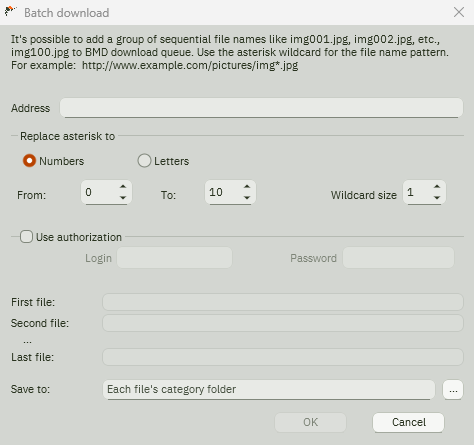 Batch download
It's possible to add a group of sequential file names like img001.jpg, img002.jpg, etc.,
img100.jpg to BMD download queue. Use the asterisk wildcard for the file name pattern.
For example: http://www.example.com/pictures/img*.jpg
Address
Replace asterisk to
Numbers Letters
From: 0 To: 10 Wildcard size 1
Use authorization
Login Password
First file:
Second file:
...
Last file:
Save to: Each file's category folder ...
OK Cancel